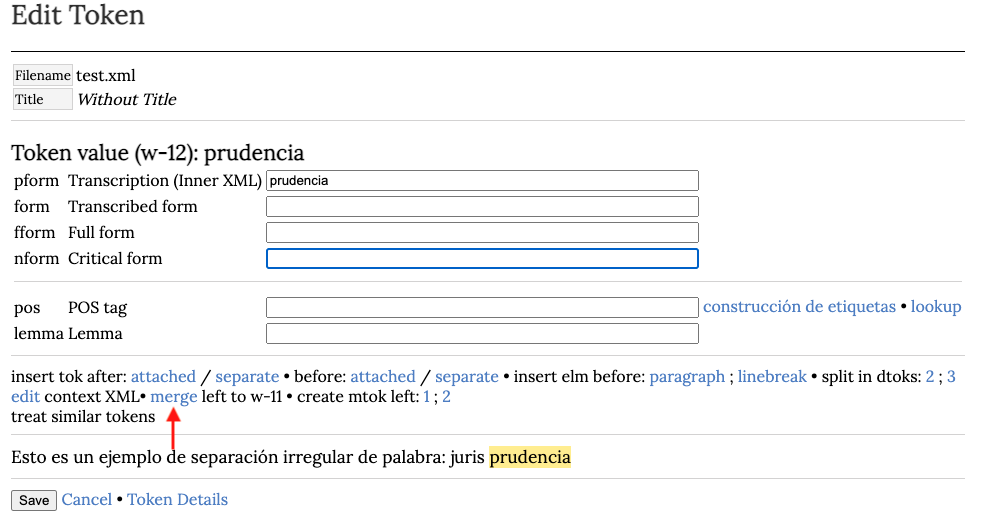 Edit Token
Filename test.xml
Title Without Title
Token value (w-12): prudencia
pform Transcription (Inner XML) prudencia
form Transcribed form
fform Full form
nform Critical form
pos POS tag construcción de etiquetas • lookup
lemma Lemma
insert tok after: attached / separate • before: attached / separate • insert elm before: paragraph ; linebreak • split in dtoks: 2 ; 3
edit context XML• merge left to w-11 • create mtok left: 1 ; 2
treat similar tokens
Esto es un ejemplo de separación irregular de palabra: juris prudencia
Save Cancel • Token Details